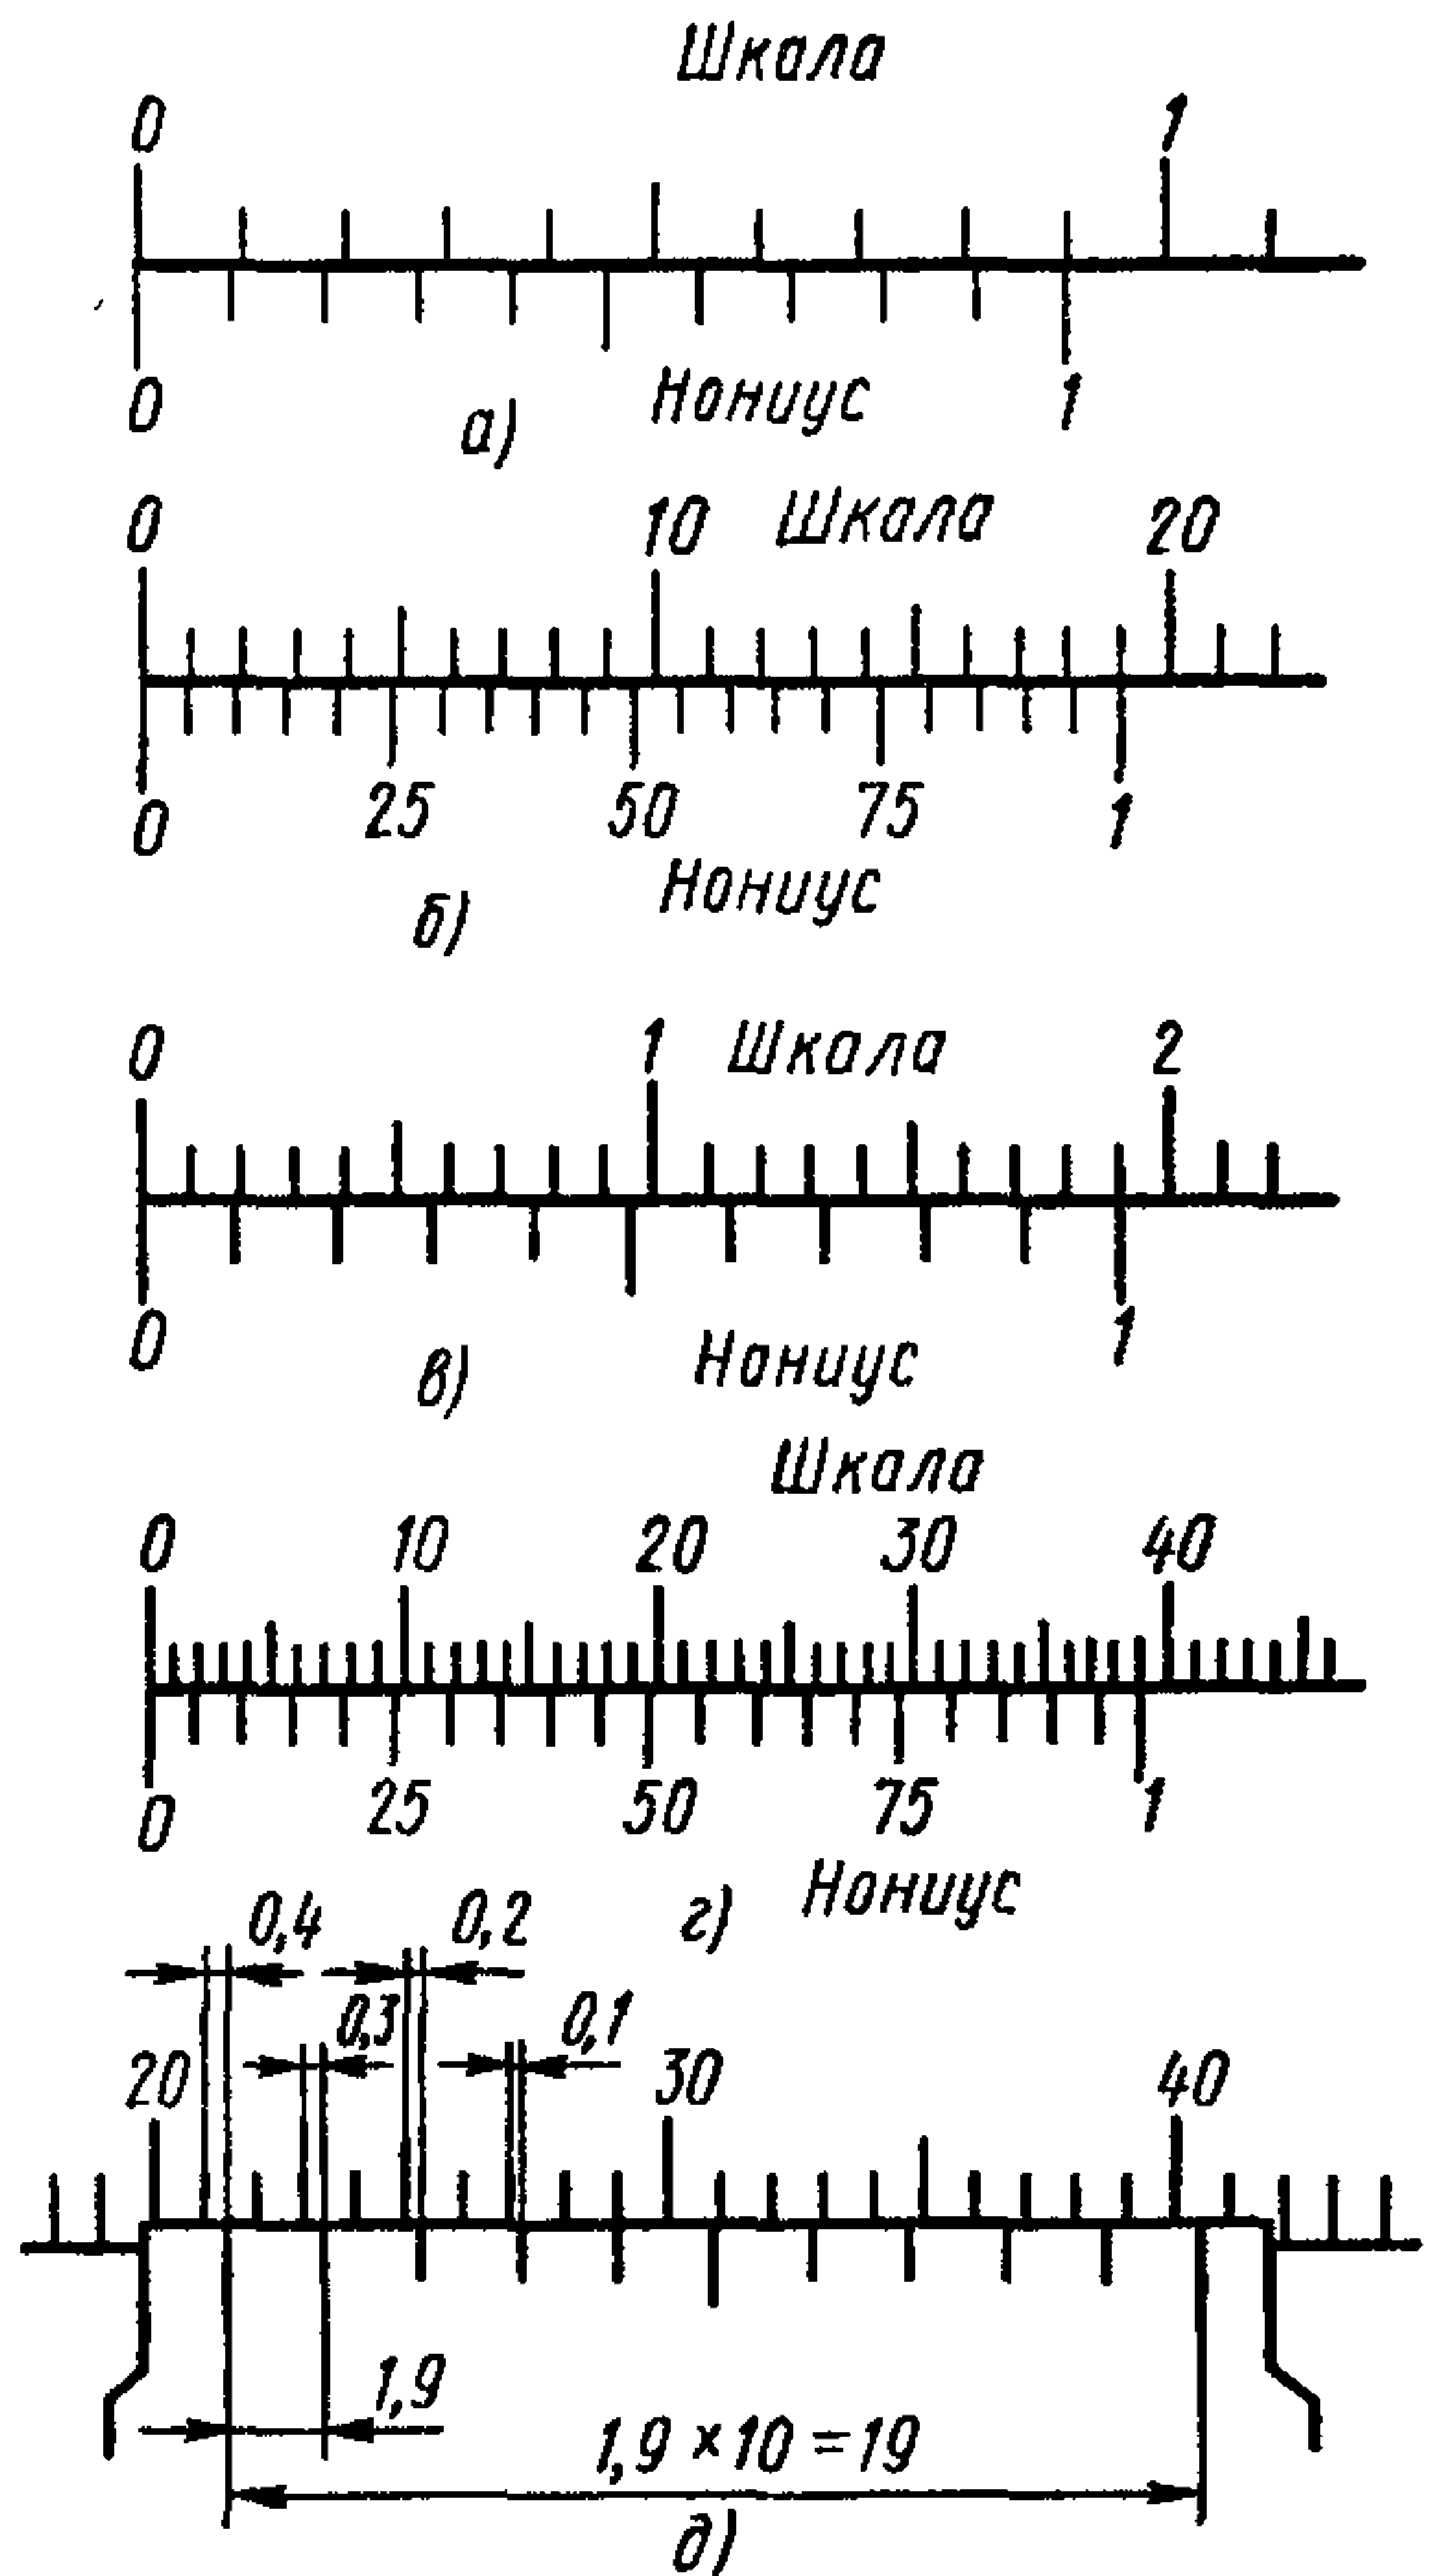 Шкала
0 1
0 1
Нониус
а)
0 10 Шкала 20
0 25 50 75 1
Нониус
б)
0 1 Шкала 2
0 1
Нониус
в)
Шкала
0 10 20 30 40
0 25 50 75 1
Нониус
г)
0,4 0,2
0,3 0,1
20 30 40
1,9
1,9 × 10 = 19
д)